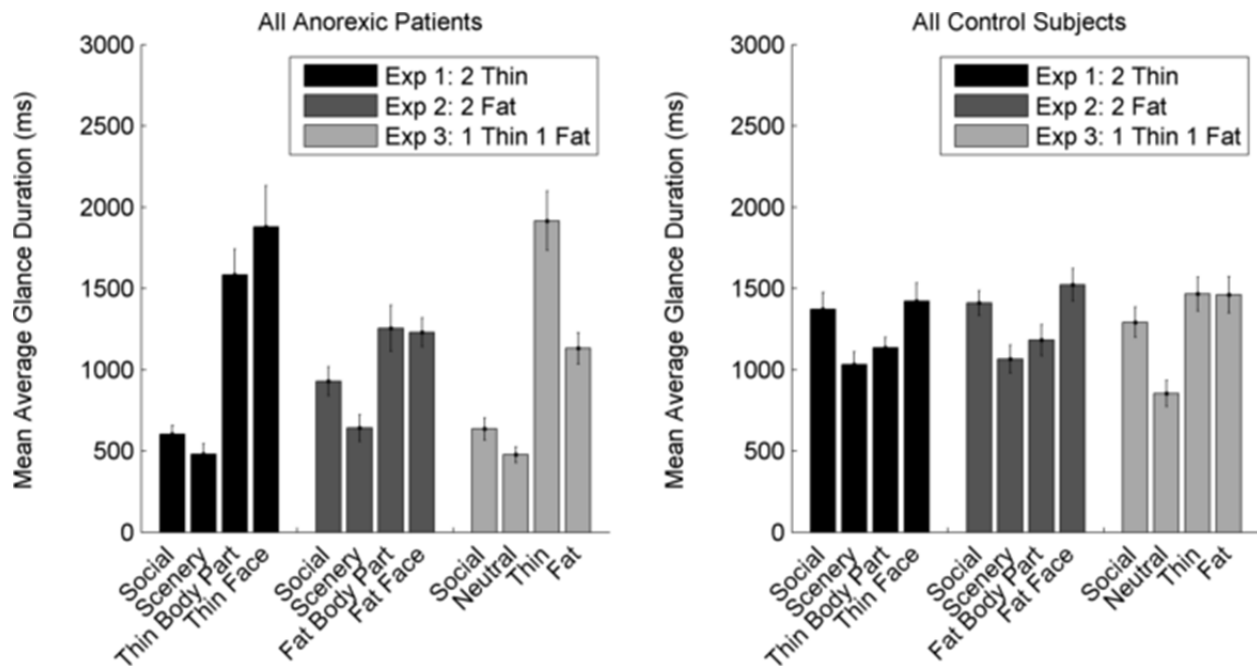 All Anorexic Patients
Mean Average Glance Duration (ms)
3000
2500
2000
1500
1000
500
0
Exp 1: 2 Thin
Exp 2: 2 Fat
Exp 3: 1 Thin 1 Fat
Social
Scenery
Thin Body Part
Thin Face
Social
Scenery
Fat Body Part
Fat Face
Social
Neutral
Thin
Fat
All Control Subjects
Mean Average Glance Duration (ms)
3000
2500
2000
1500
1000
500
0
Exp 1: 2 Thin
Exp 2: 2 Fat
Exp 3: 1 Thin 1 Fat
Social
Scenery
Thin Body Part
Thin Face
Social
Scenery
Fat Body Part
Fat Face
Social
Neutral
Thin
Fat